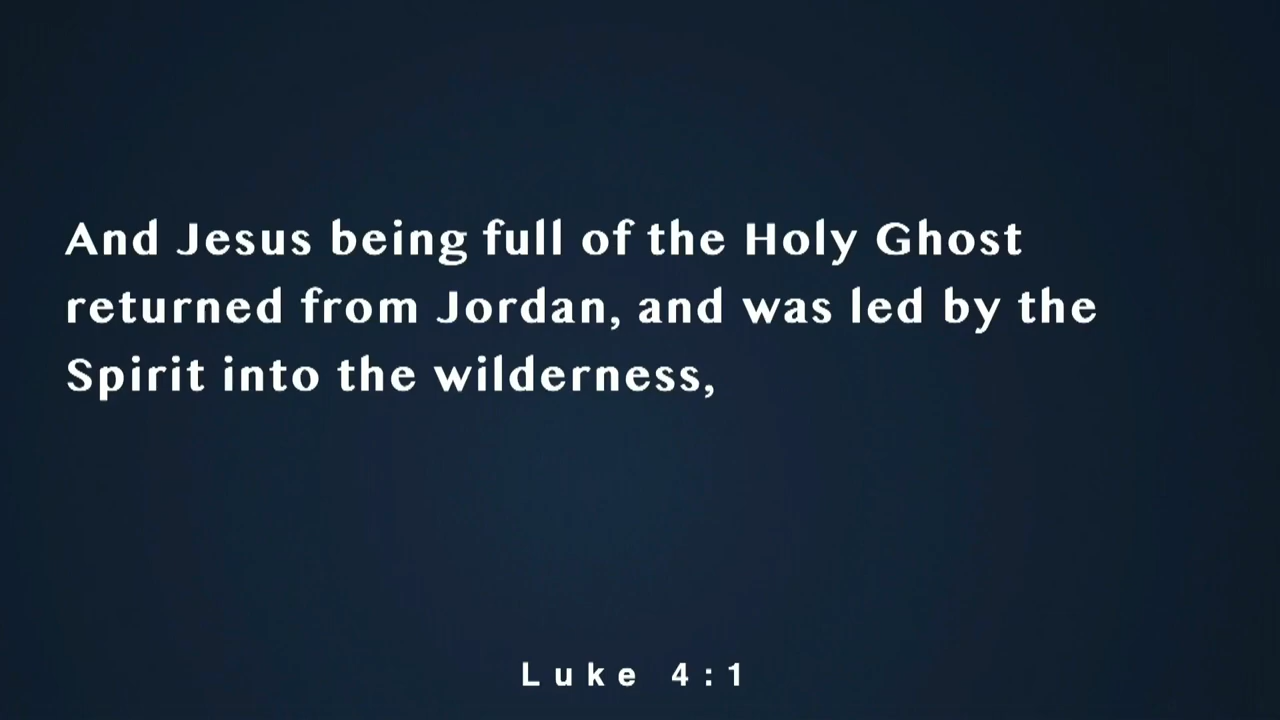 And Jesus being full of the Holy Ghost
returned from Jordan, and was led by the
Spirit into the wilderness,
Luke 4:1